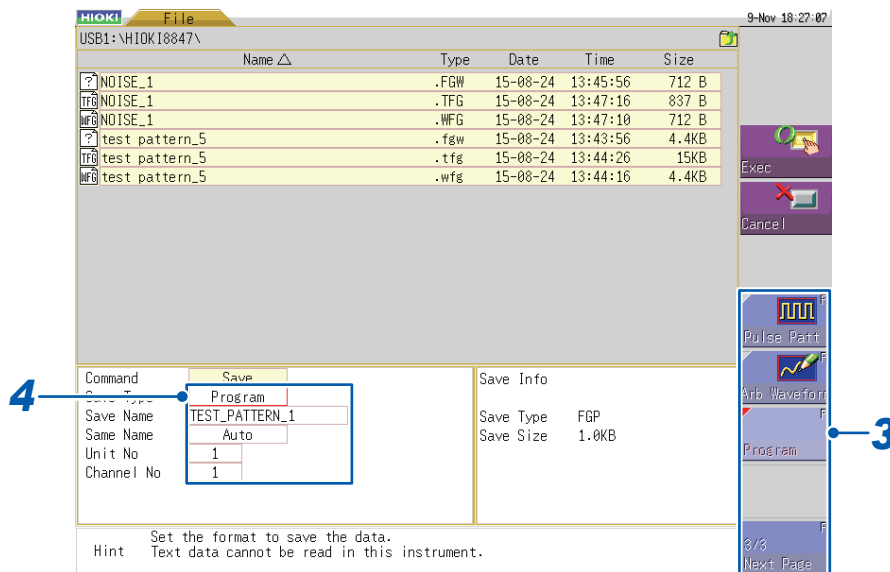 HIOKI File 9-Nov 18:27:07
USB1:\HIOKI8847\
Name Type Date Time Size
? NOISE_1 .FGW 15-08-24 13:45:56 712 B
TFG NOISE_1 .TFG 15-08-24 13:47:16 837 B
WFG NOISE_1 .WFG 15-08-24 13:47:10 712 B
? test pattern_5 .fgw 15-08-24 13:43:56 4.4KB
TFG test pattern_5 .tfg 15-08-24 13:44:26 15KB
WFG test pattern_5 .wfg 15-08-24 13:44:16 4.4KB
Exec
Cancel
F
Pulse Patt
F
Arb Waveform
F
Program
F
3/3
Next Page
3
4
Command Save
Save Type Program
Save Name TEST_PATTERN_1
Same Name Auto
Unit No 1
Channel No 1
Save Info
Save Type FGP
Save Size 1.0KB
Hint Set the format to save the data.
Text data cannot be read in this instrument.